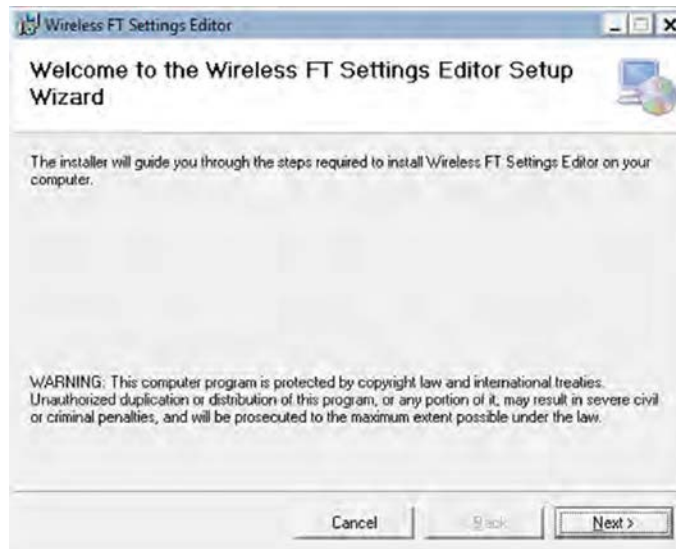 Wireless FT Settings Editor
Welcome to the Wireless FT Settings Editor Setup
Wizard
The installer will guide you through the steps required to install Wireless FT Settings Editor on your
computer.
WARNING: This computer program is protected by copyright law and international treaties.
Unauthorized duplication or distribution of this program, or any portion of it, may result in severe civil
or criminal penalties, and will be prosecuted to the maximum extent possible under the law.
Cancel
Back
Next >